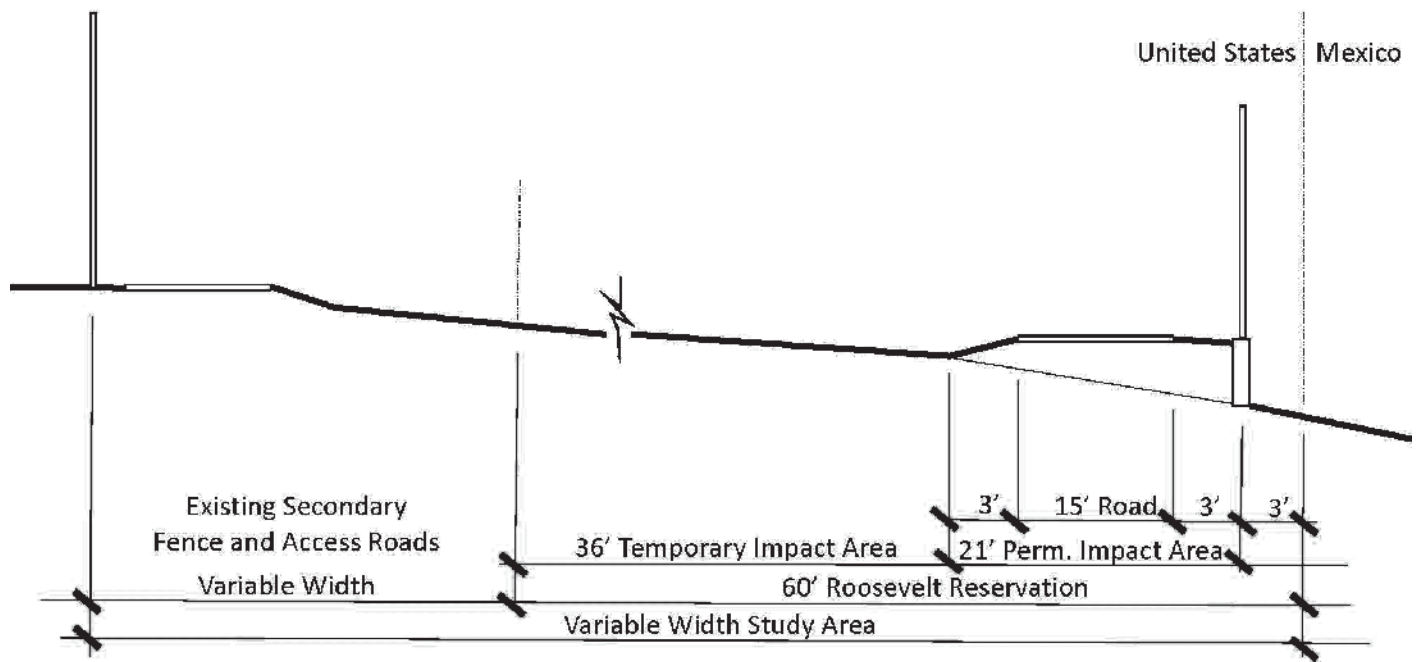 United States Mexico
3' 15' Road 3' 3'
Existing Secondary
Fence and Access Roads
36' Temporary Impact Area 21' Perm. Impact Area
Variable Width 60' Roosevelt Reservation
Variable Width Study Area